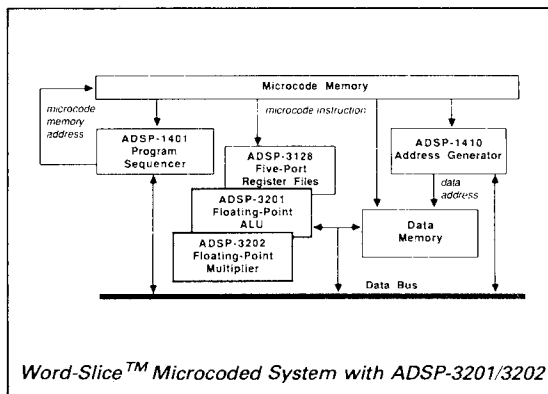 Microcode Memory
microcode
memory
address
microcode instruction
ADSP-1401
Program
Sequencer
ADSP-3128
Five-Port
Register Files
ADSP-1410
Address Generator
ADSP-3201
Floating-Point
ALU
data
address
ADSP-3202
Floating-Point
Multiplier
Data
Memory
Data Bus
Word-Slice™ Microcoded System with ADSP-3201/3202